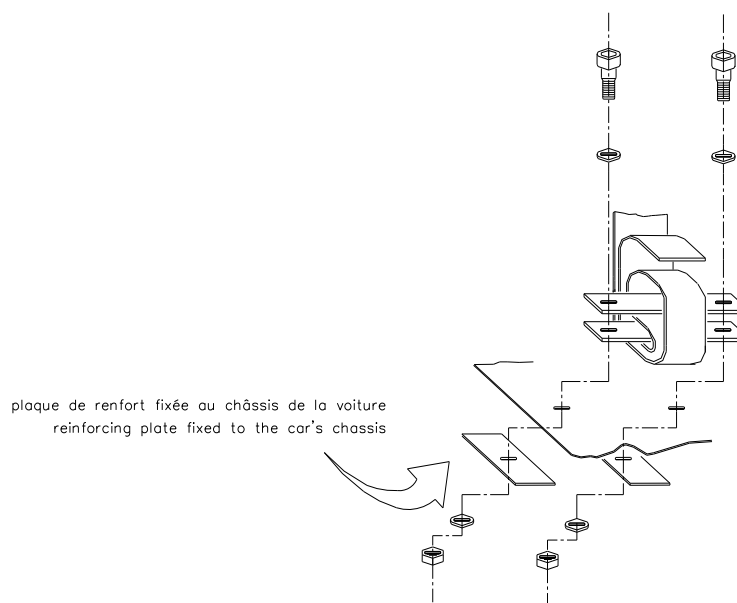 plaque de renfort fixée au châssis de la voiture
reinforcing plate fixed to the car's chassis